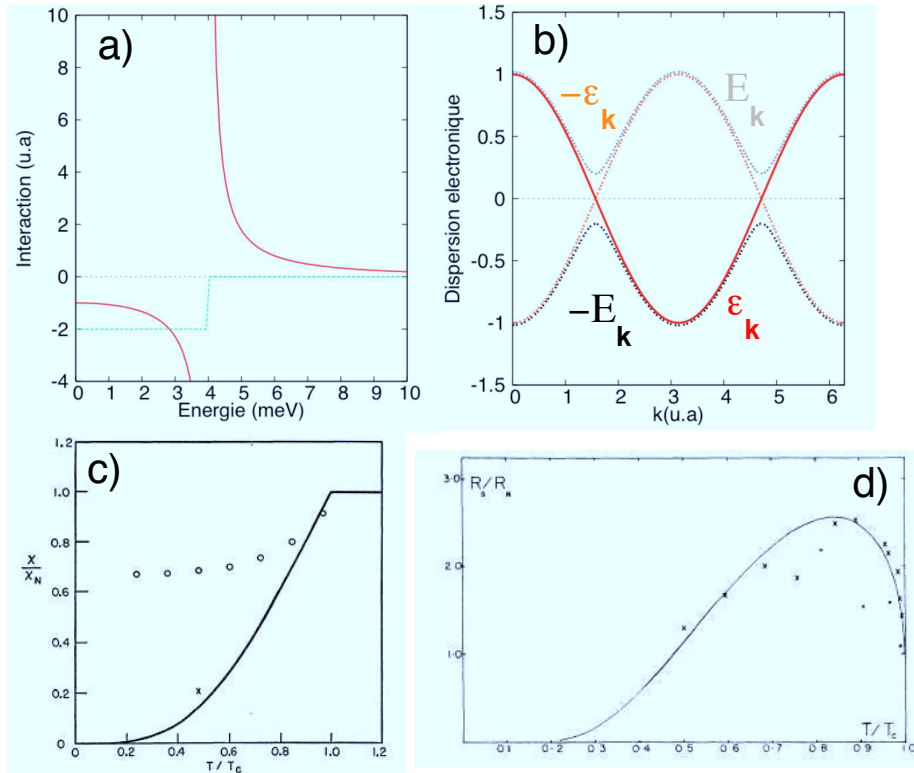 a)
10
8
6
4
2
0
-2
-4
Interaction (u.a)
0 1 2 3 4 5 6 7 8 9 10
Energie (meV)
b)
1.5
1
0.5
0
-0.5
-1
-1.5
Dispersion electronique
-εk
Ek
-Ek
εk
0 1 2 3 4 5 6
k(u.a)
c)
1.2
1.0
0.8
0.6
0.4
0.2
0
χ/χN
0 0.2 0.4 0.6 0.8 1.0 1.2
T/Tc
d)
Rs/RN
3·0
2·0
1·0
T/Tc
0·1 0·2 0·3 0·4 0·5 0·6 0·7 0·8 0·9 1·0